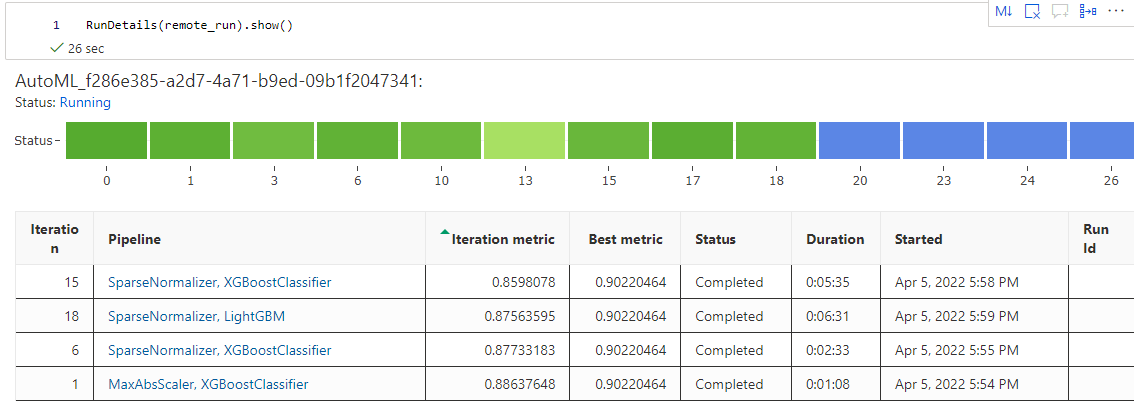 M↓
1 RunDetails(remote_run).show()
26 sec
AutoML_f286e385-a2d7-4a71-b9ed-09b1f2047341:
Status: Running
Status
0 1 3 6 10 13 15 17 18 20 23 24 26
Iteration Pipeline Iteration metric Best metric Status Duration Started Run Id
15 SparseNormalizer, XGBoostClassifier 0.8598078 0.90220464 Completed 0:05:35 Apr 5, 2022 5:58 PM
18 SparseNormalizer, LightGBM 0.87563595 0.90220464 Completed 0:06:31 Apr 5, 2022 5:59 PM
6 SparseNormalizer, XGBoostClassifier 0.87733183 0.90220464 Completed 0:02:33 Apr 5, 2022 5:55 PM
1 MaxAbsScaler, XGBoostClassifier 0.88637648 0.90220464 Completed 0:01:08 Apr 5, 2022 5:54 PM